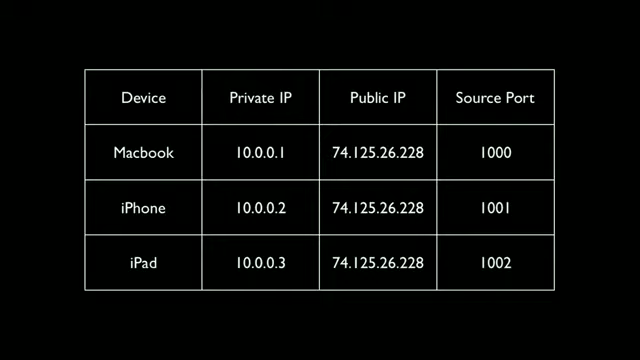 Device Private IP Public IP Source Port
Macbook 10.0.0.1 74.125.26.228 1000
iPhone 10.0.0.2 74.125.26.228 1001
iPad 10.0.0.3 74.125.26.228 1002